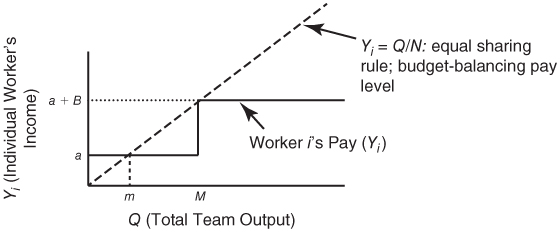 Yi (Individual Worker's
Income)
Yi = Q/N: equal sharing
rule; budget-balancing pay
level
a + B
Worker i's Pay (Yi)
a
m
M
Q (Total Team Output)